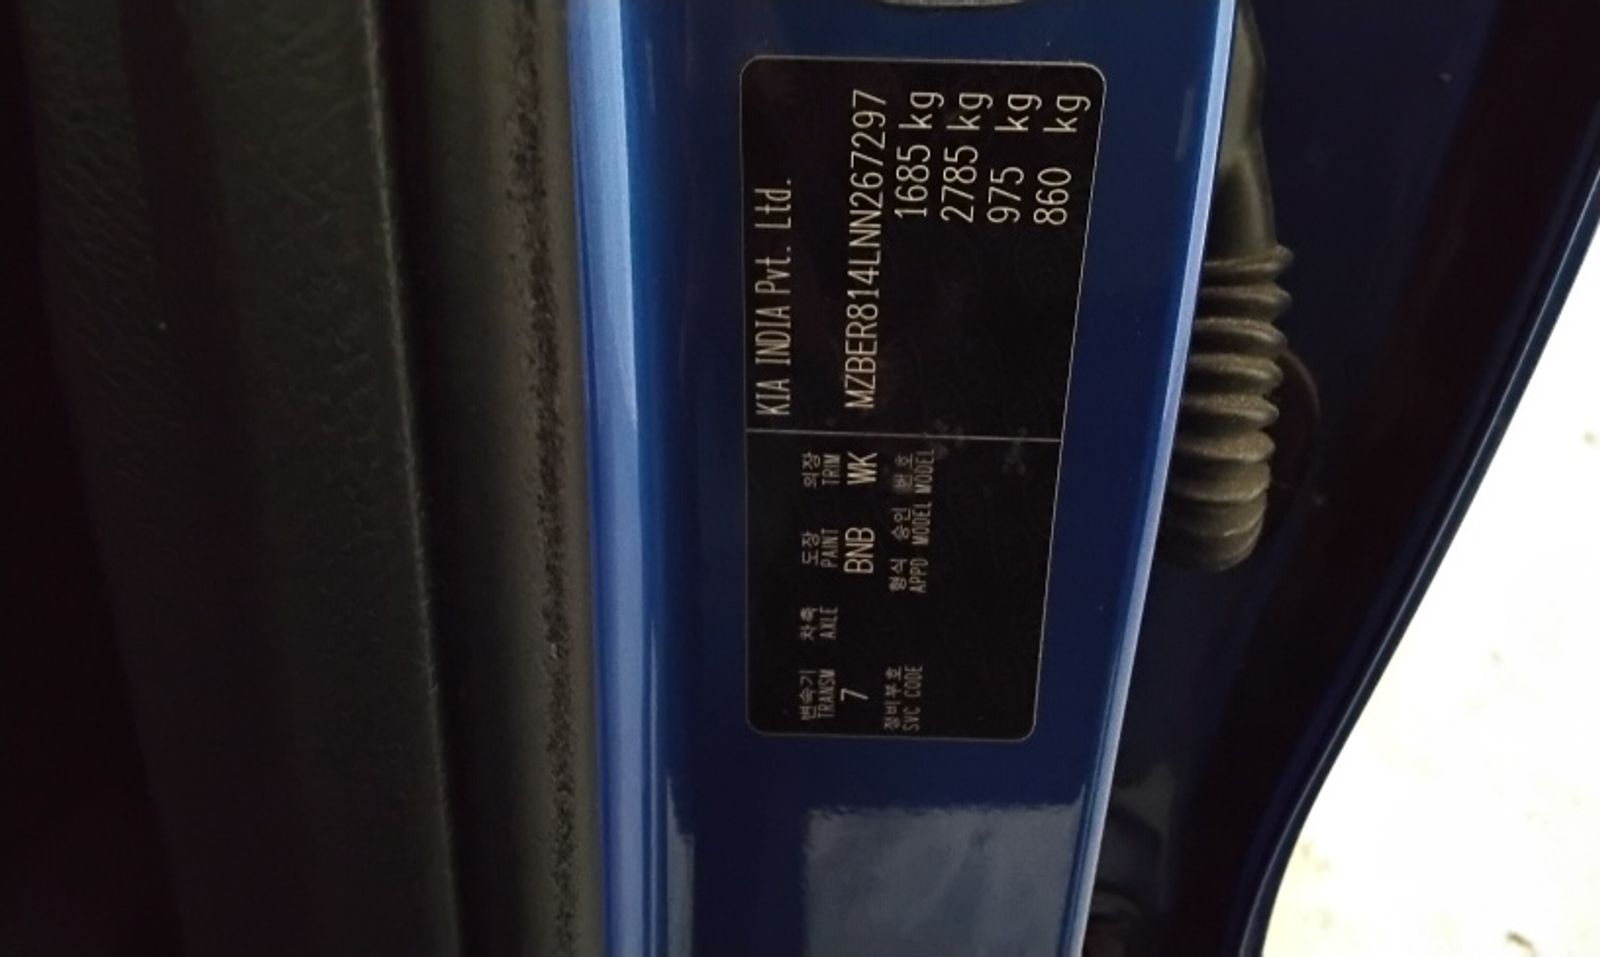 KIA INDIA Pvt. Ltd.
MZBER814LNN267297
1685 kg
2785 kg
975 kg
860 kg
변속기 차축 도장 외장
TRANSM AXLE PAINT TRIM
7 BNB WK
정비부호 형식 승인 번호
SVC CODE APPD MODEL MODEL